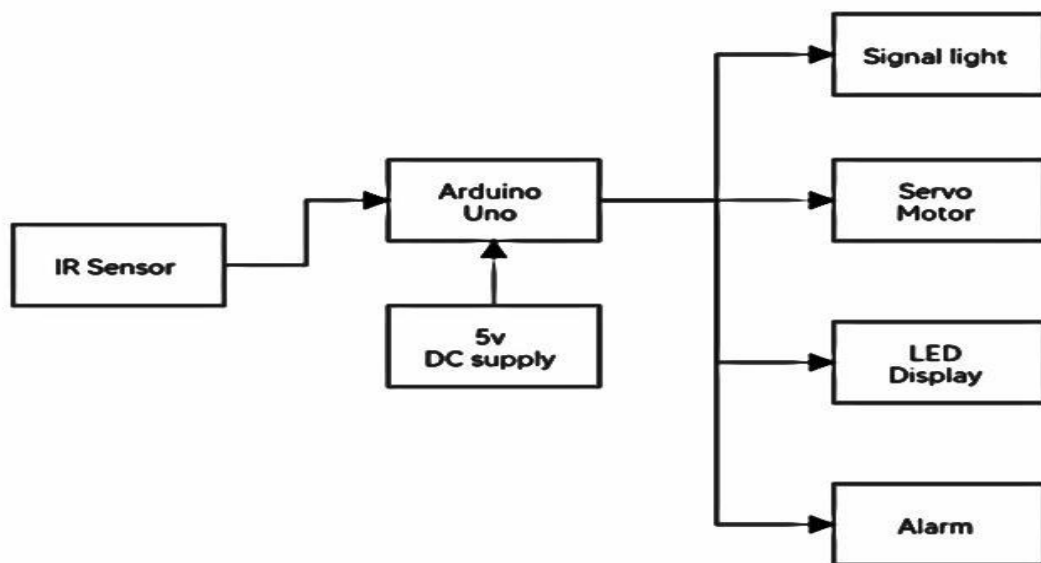 Signal light
Arduino
Uno
Servo
Motor
IR Sensor
5v
DC supply
LED
Display
Alarm